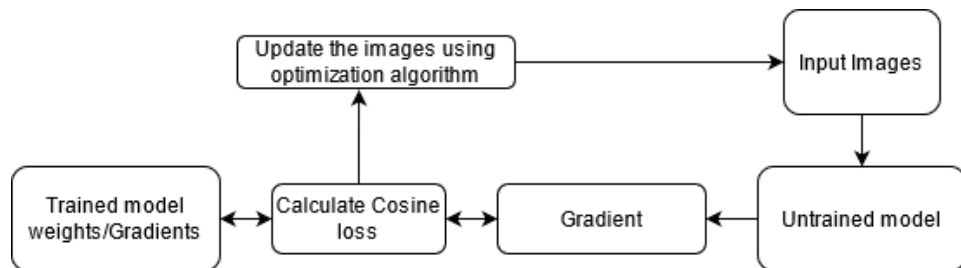 Update the images using
optimization algorithm
Input Images
Trained model
weights/Gradients
Calculate Cosine
loss
Gradient
Untrained model